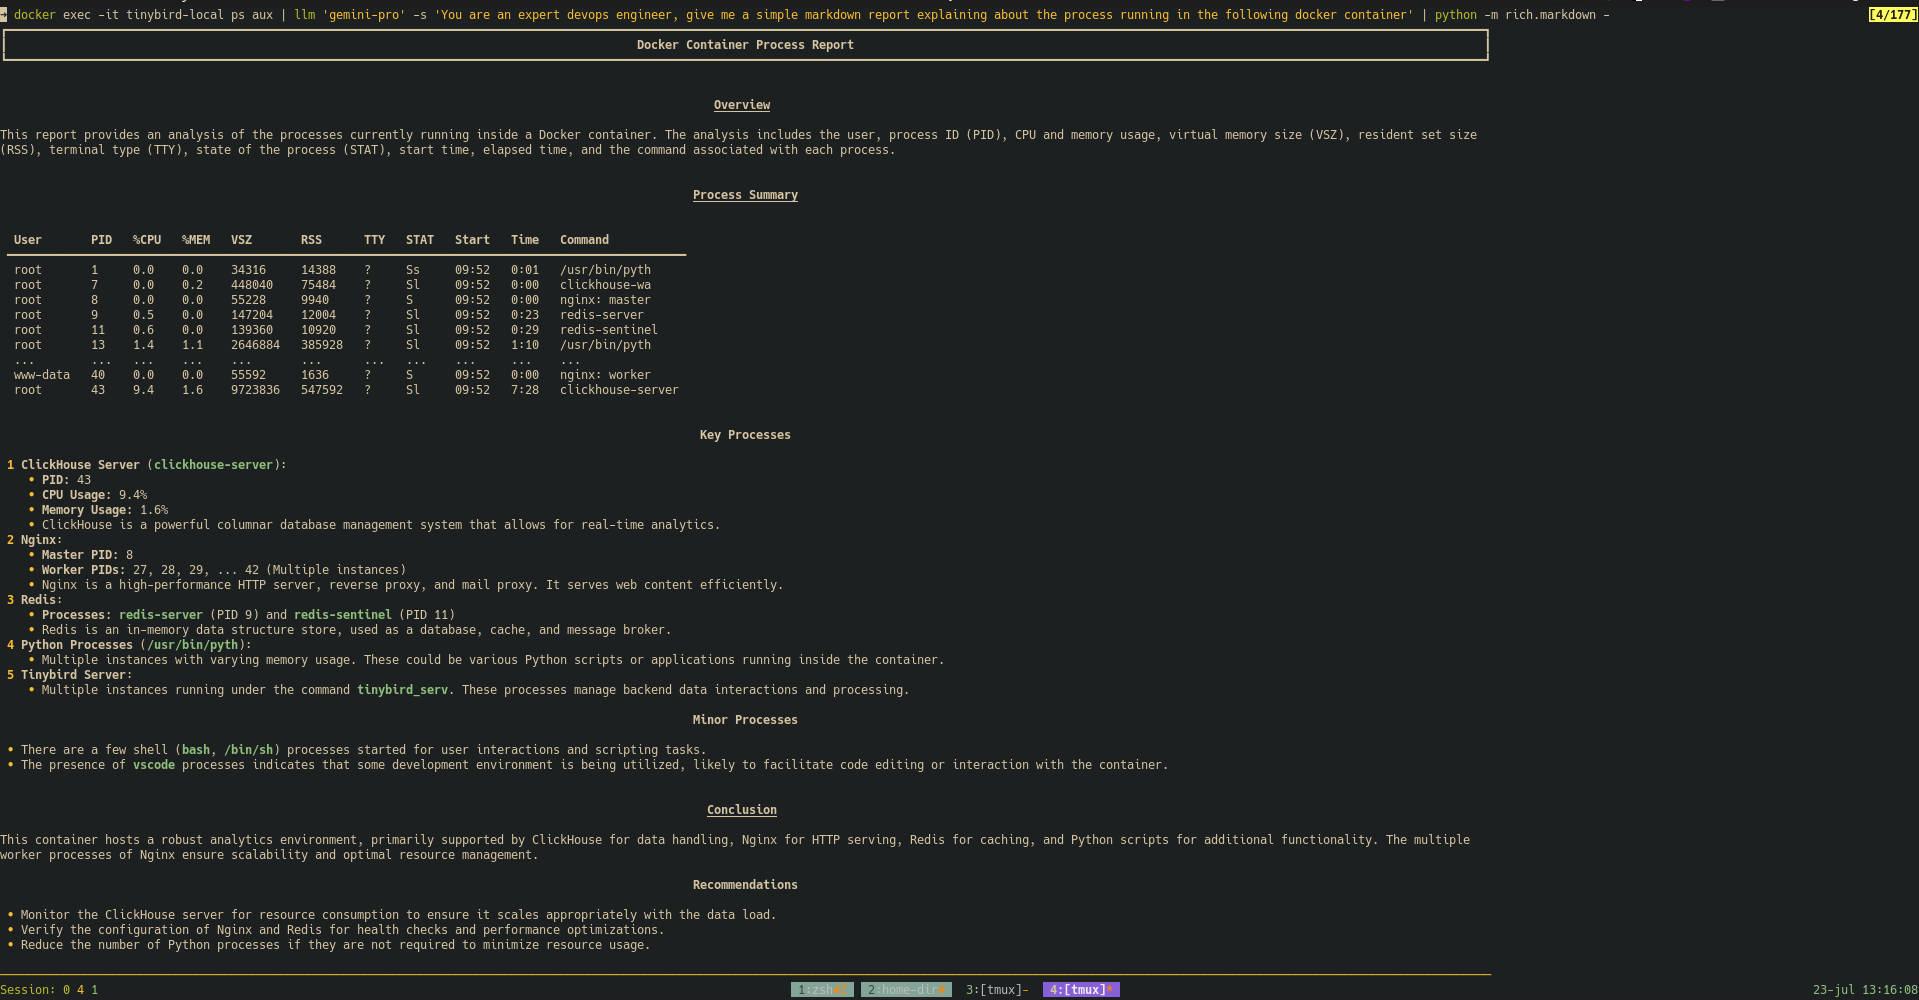 → docker exec -it tinybird-local ps aux | llm 'gemini-pro' -s 'You are an expert devops engineer, give me a simple markdown report explaining about the process running in the following docker container' | python -m rich.markdown - [4/177]
Docker Container Process Report
Overview
This report provides an analysis of the processes currently running inside a Docker container. The analysis includes the user, process ID (PID), CPU and memory usage, virtual memory size (VSZ), resident set size
(RSS), terminal type (TTY), state of the process (STAT), start time, elapsed time, and the command associated with each process.
Process Summary
User PID %CPU %MEM VSZ RSS TTY STAT Start Time Command
root 1 0.0 0.0 34316 14388 ? Ss 09:52 0:01 /usr/bin/pyth
root 7 0.0 0.2 448040 75484 ? Sl 09:52 0:00 clickhouse-wa
root 8 0.0 0.0 55228 9940 ? S 09:52 0:00 nginx: master
root 9 0.5 0.0 147204 12004 ? Sl 09:52 0:23 redis-server
root 11 0.6 0.0 139360 10920 ? Sl 09:52 0:29 redis-sentinel
root 13 1.4 1.1 2646884 385928 ? Sl 09:52 1:10 /usr/bin/pyth
... ... ... ... ... ... ... ... ... ... ...
www-data 40 0.0 0.0 55592 1636 ? S 09:52 0:00 nginx: worker
root 43 9.4 1.6 9723836 547592 ? Sl 09:52 7:28 clickhouse-server
Key Processes
1 ClickHouse Server (clickhouse-server):
• PID: 43
• CPU Usage: 9.4%
• Memory Usage: 1.6%
• ClickHouse is a powerful columnar database management system that allows for real-time analytics.
2 Nginx:
• Master PID: 8
• Worker PIDs: 27, 28, 29, ... 42 (Multiple instances)
• Nginx is a high-performance HTTP server, reverse proxy, and mail proxy. It serves web content efficiently.
3 Redis:
• Processes: redis-server (PID 9) and redis-sentinel (PID 11)
• Redis is an in-memory data structure store, used as a database, cache, and message broker.
4 Python Processes (/usr/bin/pyth):
• Multiple instances with varying memory usage. These could be various Python scripts or applications running inside the container.
5 Tinybird Server:
• Multiple instances running under the command tinybird_serv. These processes manage backend data interactions and processing.
Minor Processes
• There are a few shell (bash, /bin/sh) processes started for user interactions and scripting tasks.
• The presence of vscode processes indicates that some development environment is being utilized, likely to facilitate code editing or interaction with the container.
Conclusion
This container hosts a robust analytics environment, primarily supported by ClickHouse for data handling, Nginx for HTTP serving, Redis for caching, and Python scripts for additional functionality. The multiple
worker processes of Nginx ensure scalability and optimal resource management.
Recommendations
• Monitor the ClickHouse server for resource consumption to ensure it scales appropriately with the data load.
• Verify the configuration of Nginx and Redis for health checks and performance optimizations.
• Reduce the number of Python processes if they are not required to minimize resource usage.
Session: 0 4 1 1:zsh 2:home-dir 3:[tmux]- 4:[tmux]* 23-jul 13:16:08